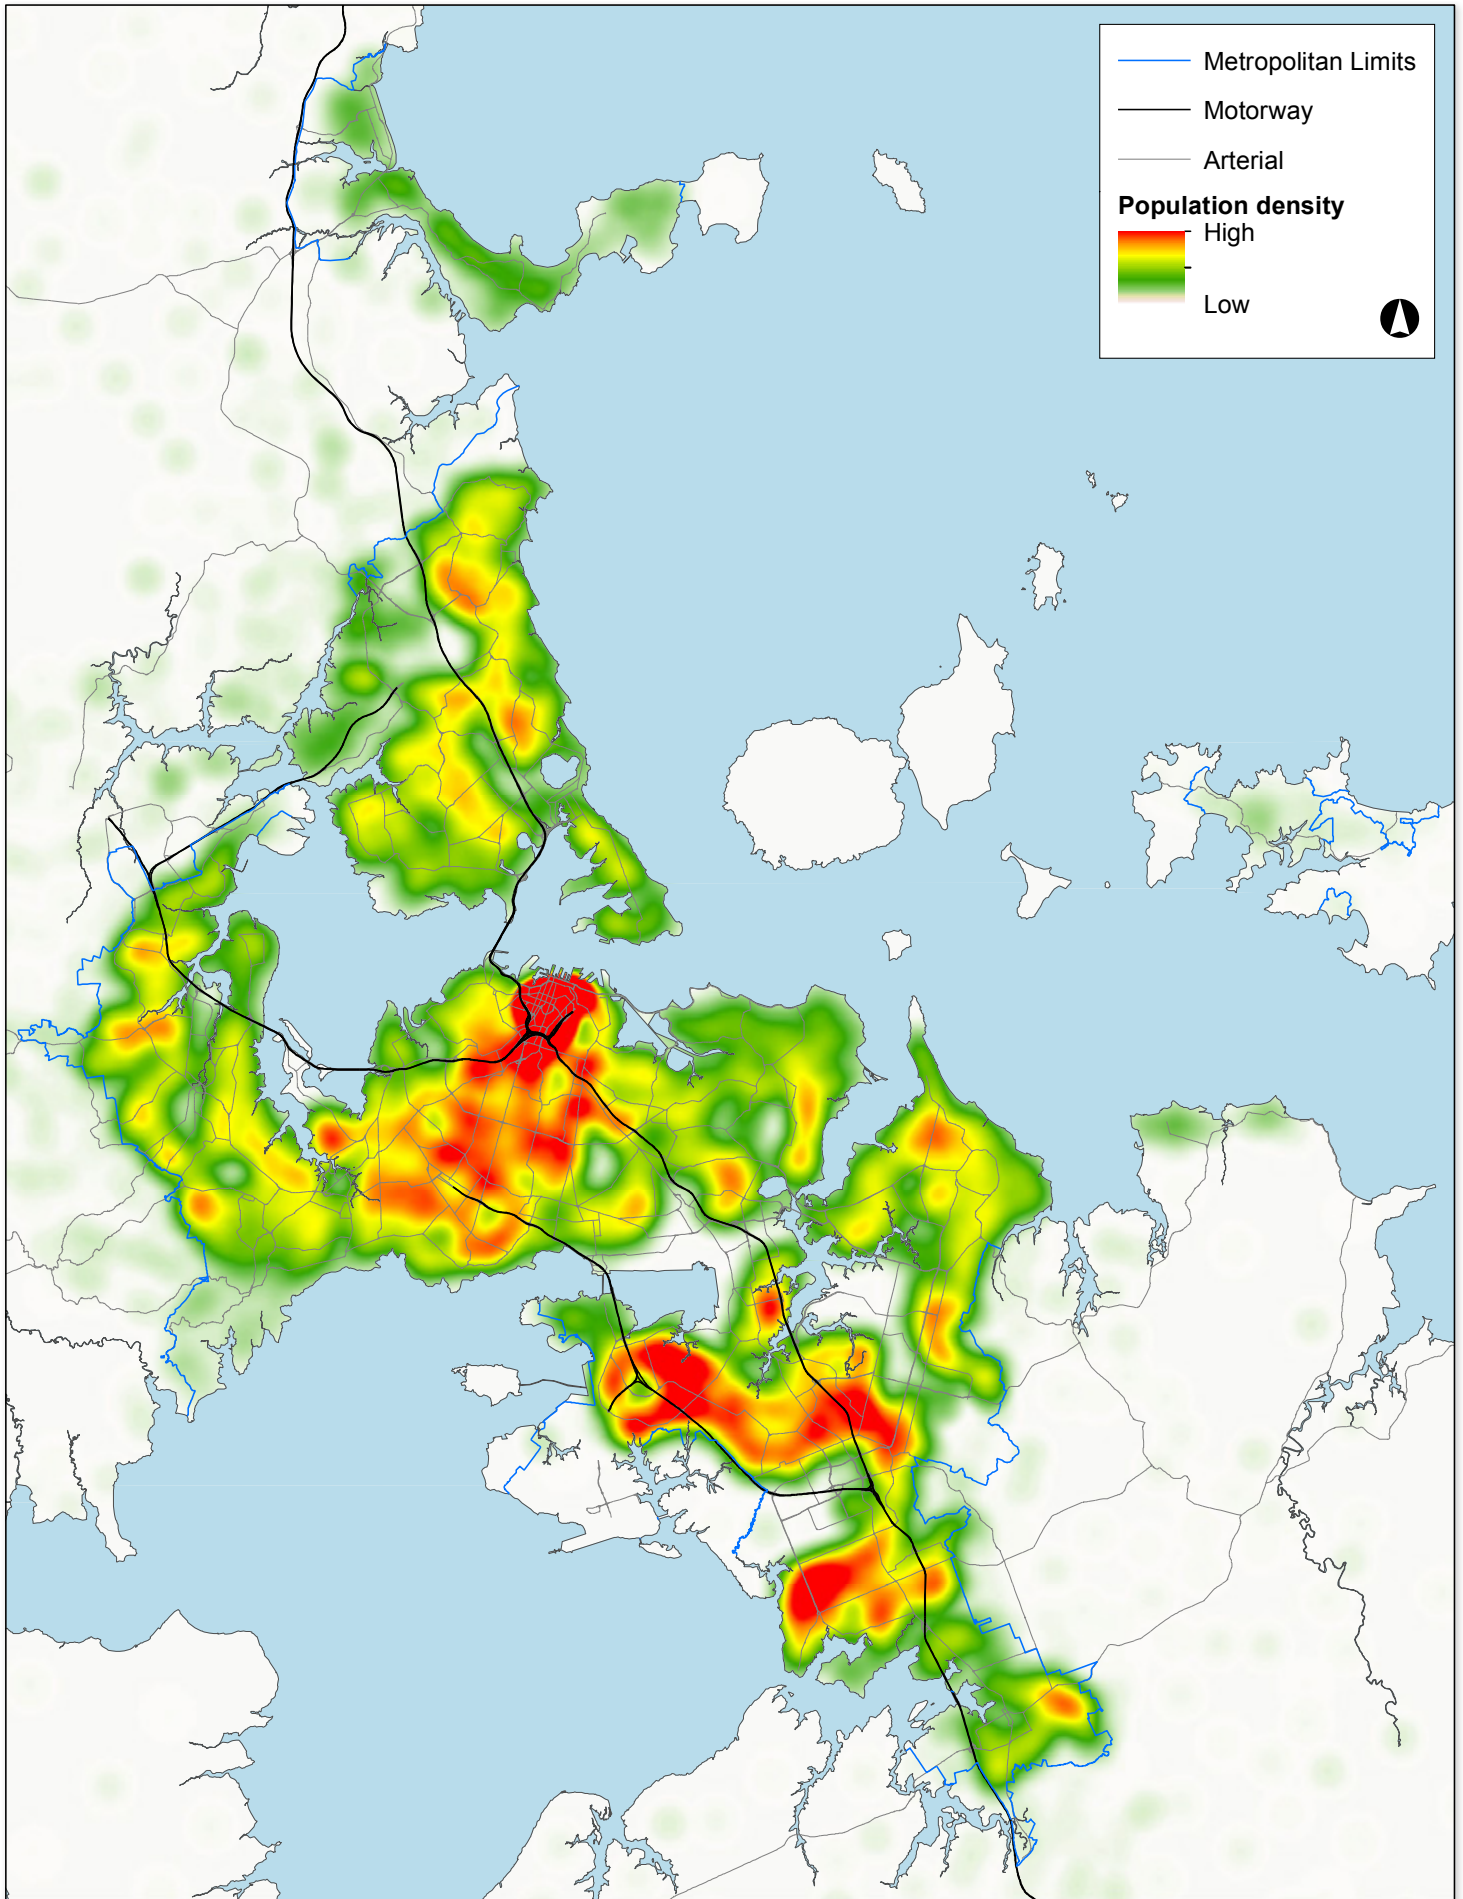 Metropolitan Limits
Motorway
Arterial
Population density
High
Low